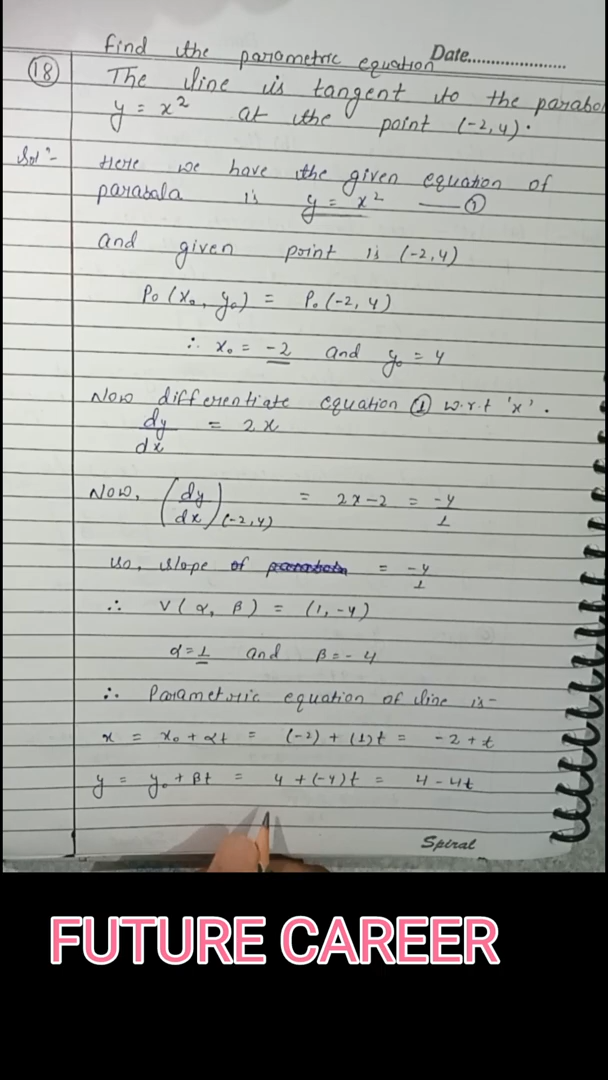 find the parametric equation Date.....................
(18) The line is tangent to the parabo
y = x² at the point (-2,4).
Sol :- Here we have the given equation of
parabala is y = x² —— (1)
and given point is (-2,4)
P₀(x₀, y₀) = P₀(-2, 4)
∴ x₀ = -2 and y₀ = 4
Now differentiate equation (1) w.r.t 'x'.
dy/dx = 2x
Now, (dy/dx)(-2,4) = 2x-2 = -4/1
so, slope of = -4/1
∴ V(α, β) = (1,-4)
α=1 and β=-4
∴ Parametric equation of line is-
x = x₀ + αt = (-2) + (1)t = -2 + t
y = y₀ + βt = 4 + (-4)t = 4 - 4t
Spiral
FUTURE CAREER